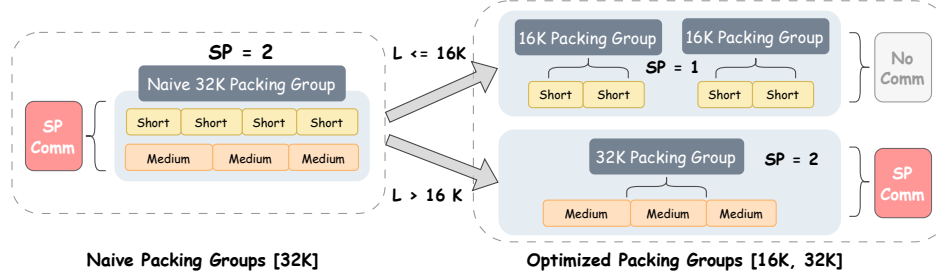 SP = 2
Naive 32K Packing Group
SP
Comm
Short Short Short Short
Medium Medium Medium
L <= 16K
L > 16 K
16K Packing Group 16K Packing Group
SP = 1
Short Short Short Short
No
Comm
32K Packing Group
SP = 2
Medium Medium Medium
SP
Comm
Naive Packing Groups [32K]
Optimized Packing Groups [16K, 32K]